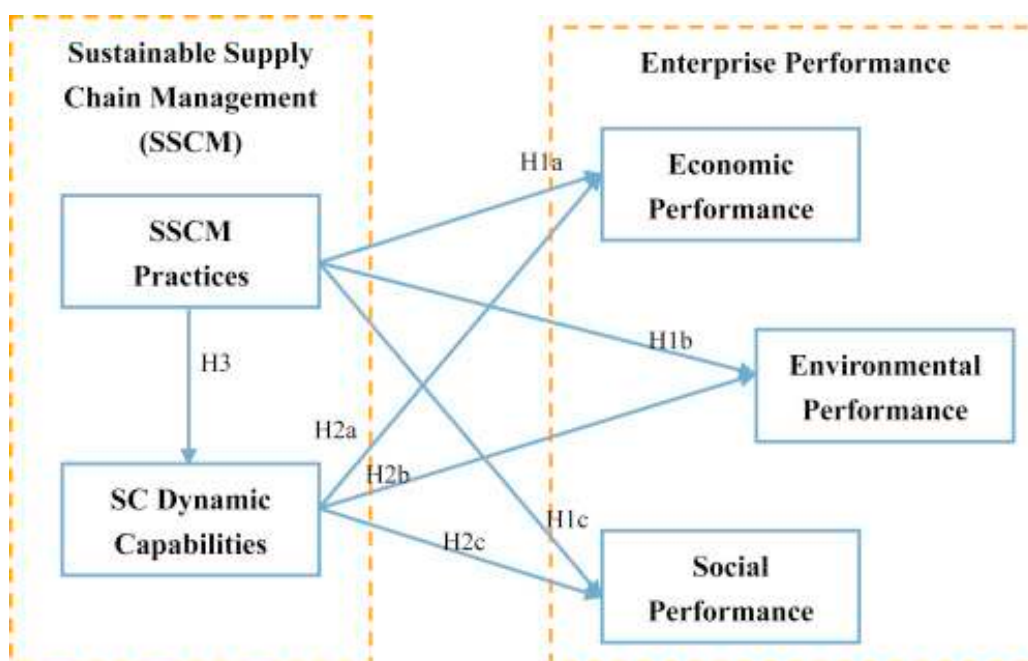 Sustainable Supply
Chain Management
(SSCM)
SSCM
Practices
H3
SC Dynamic
Capabilities
H1a
H1b
H2a
H2b
H1c
H2c
Enterprise Performance
Economic
Performance
Environmental
Performance
Social
Performance